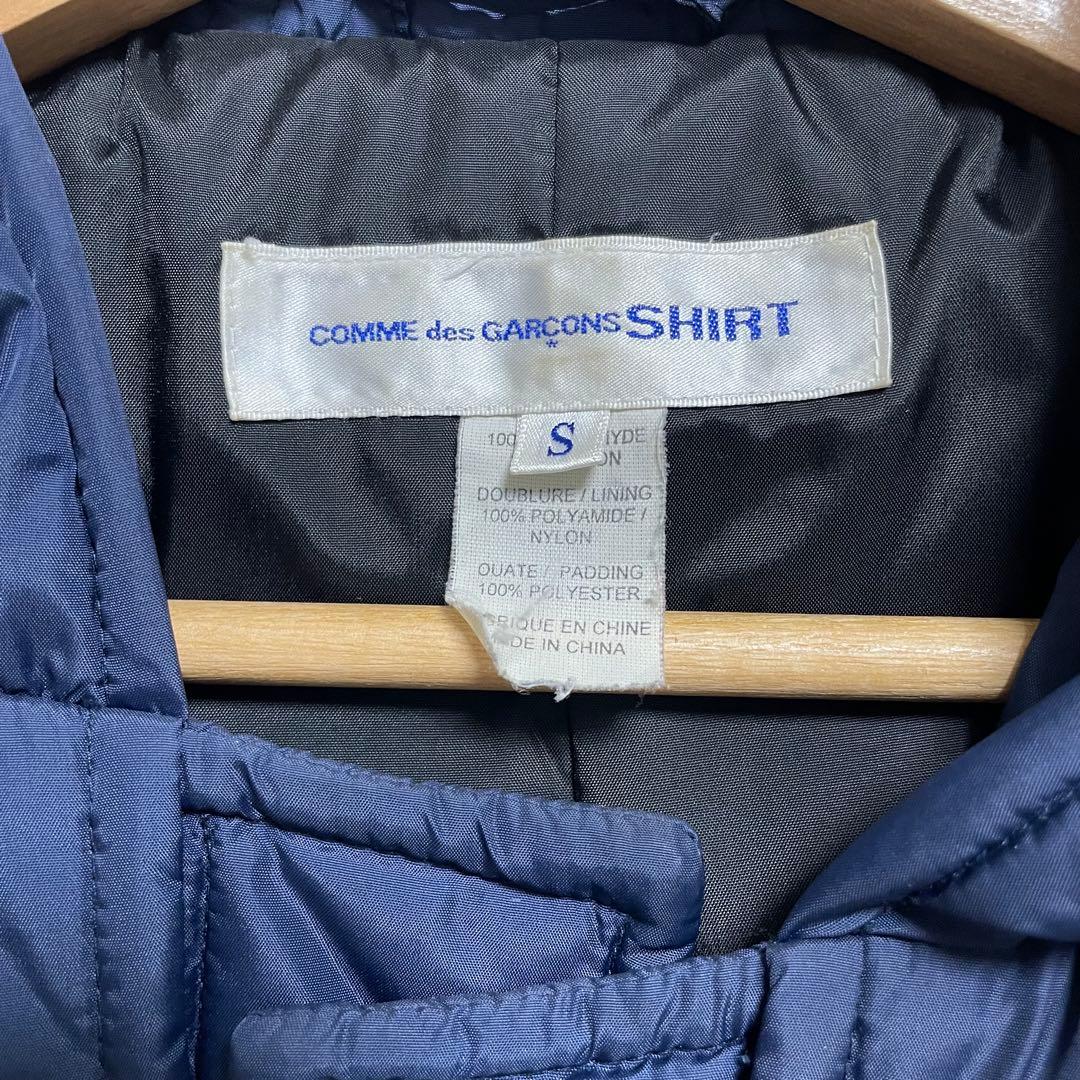 COMME des GARÇONS SHIRT
*
S
100 YDE
ON
DOUBLURE / LINING
100% POLYAMIDE /
NYLON
OUATE / PADDING
100% POLYESTER
RIQUE EN CHINE
DE IN CHINA